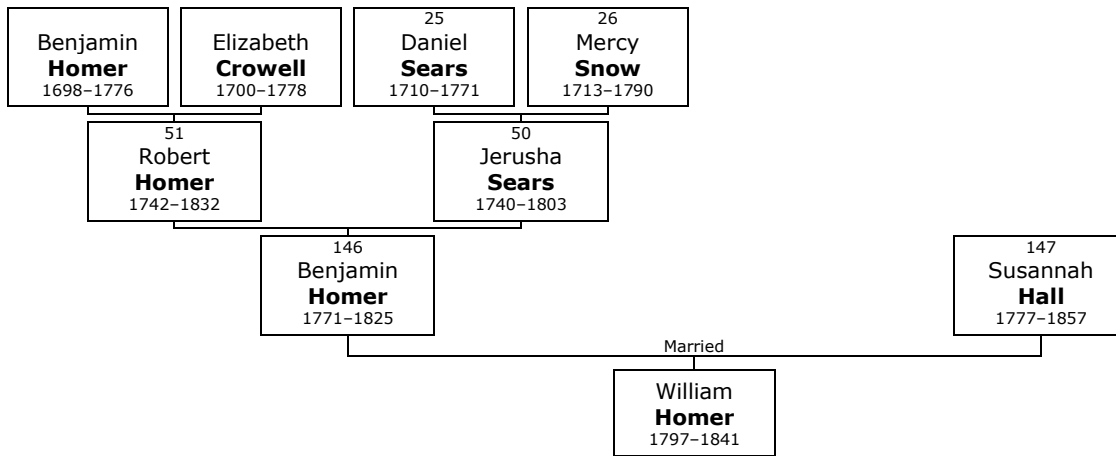 Benjamin
Homer
1698–1776
Elizabeth
Crowell
1700–1778
25
Daniel
Sears
1710–1771
26
Mercy
Snow
1713–1790
51
Robert
Homer
1742–1832
50
Jerusha
Sears
1740–1803
146
Benjamin
Homer
1771–1825
147
Susannah
Hall
1777–1857
Married
William
Homer
1797–1841